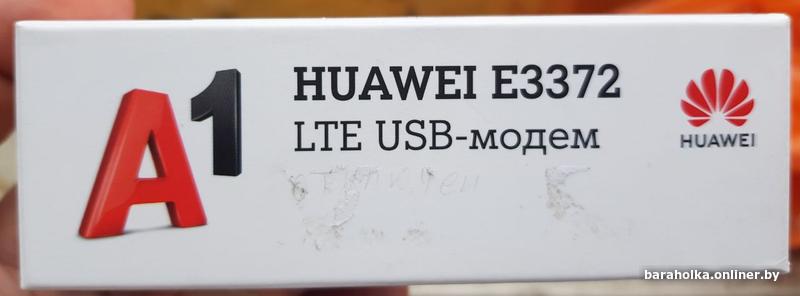 A1
HUAWEI E3372
LTE USB-модем
HUAWEI
baraholka.onliner.by